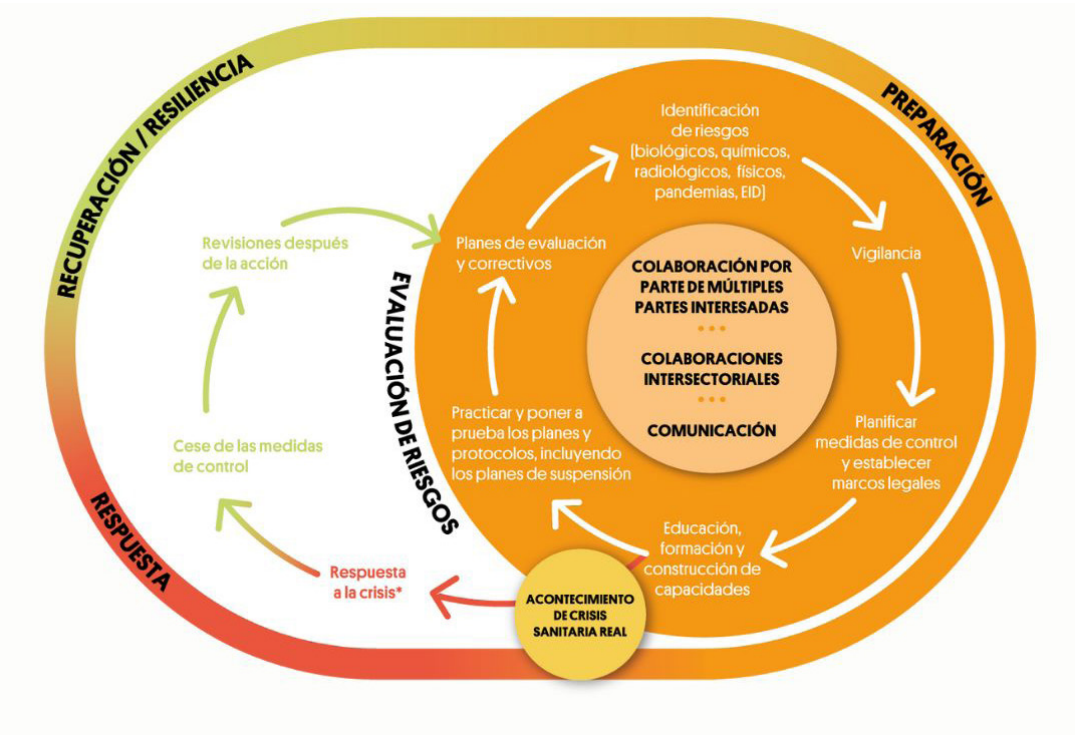 RECUPERACIÓN / RESILIENCIA
PREPARACIÓN
RESPUESTA
EVALUACIÓN DE RIESGOS
Identificación
de riesgos
(biológicos, químicos,
radiológicos, físicos,
pandemias, EID)
Vigilancia
Planificar
medidas de control
y establecer
marcos legales
Educación,
formación y
construcción de
capacidades
Practicar y poner a
prueba los planes y
protocolos, incluyendo
los planes de suspensión
Planes de evaluación
y correctivos
COLABORACIÓN POR
PARTE DE MÚLTIPLES
PARTES INTERESADAS
COLABORACIONES
INTERSECTORIALES
COMUNICACIÓN
ACONTECIMIENTO
DE CRISIS
SANITARIA REAL
Respuesta
a la crisis*
Cese de las medidas
de control
Revisiones después
de la acción